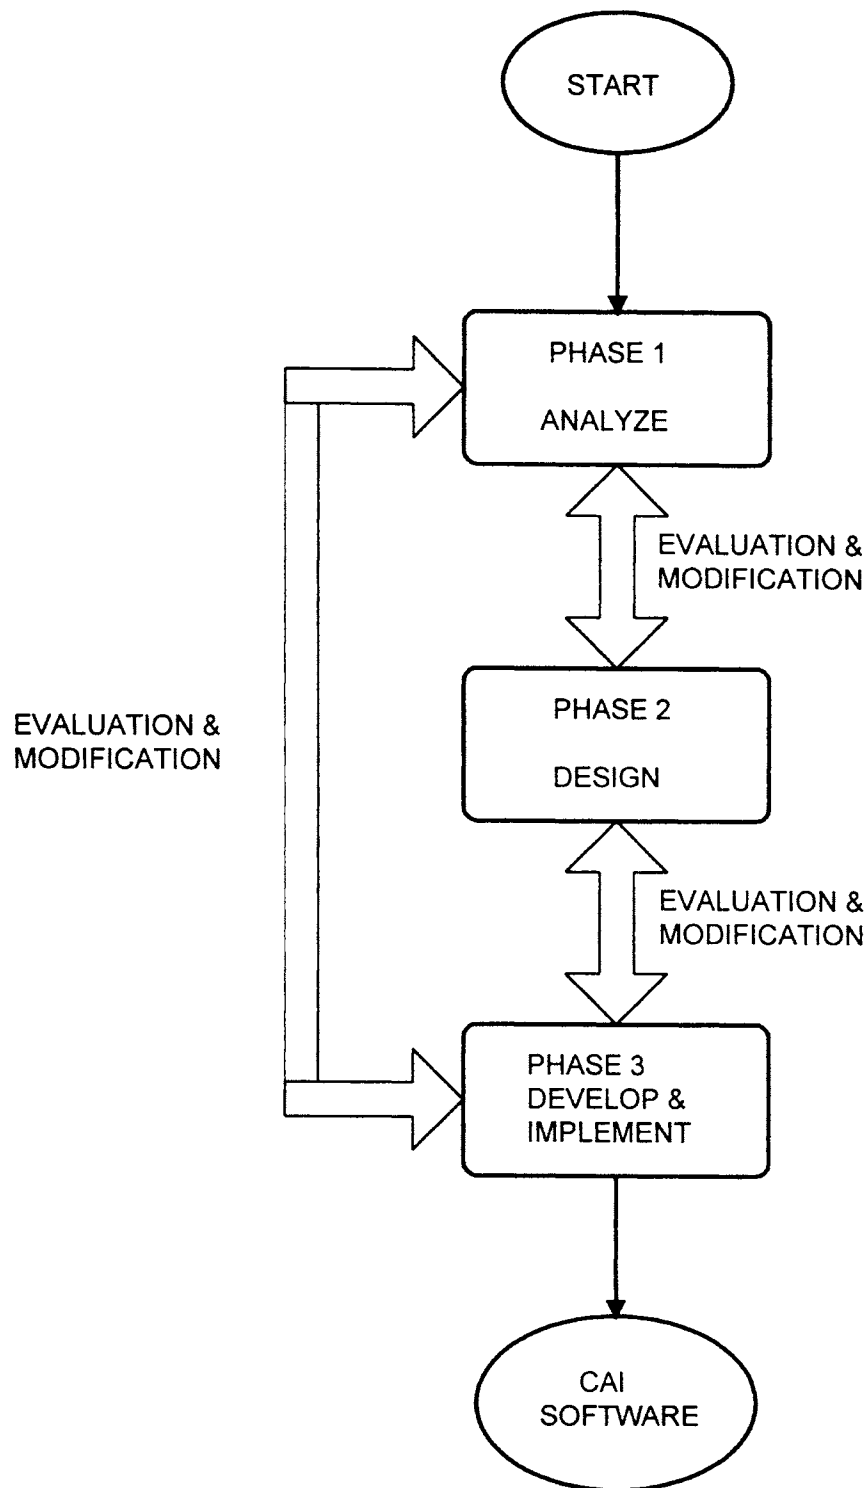 START
PHASE 1
ANALYZE
EVALUATION &
MODIFICATION
PHASE 2
DESIGN
EVALUATION &
MODIFICATION
EVALUATION &
MODIFICATION
PHASE 3
DEVELOP &
IMPLEMENT
CAI
SOFTWARE